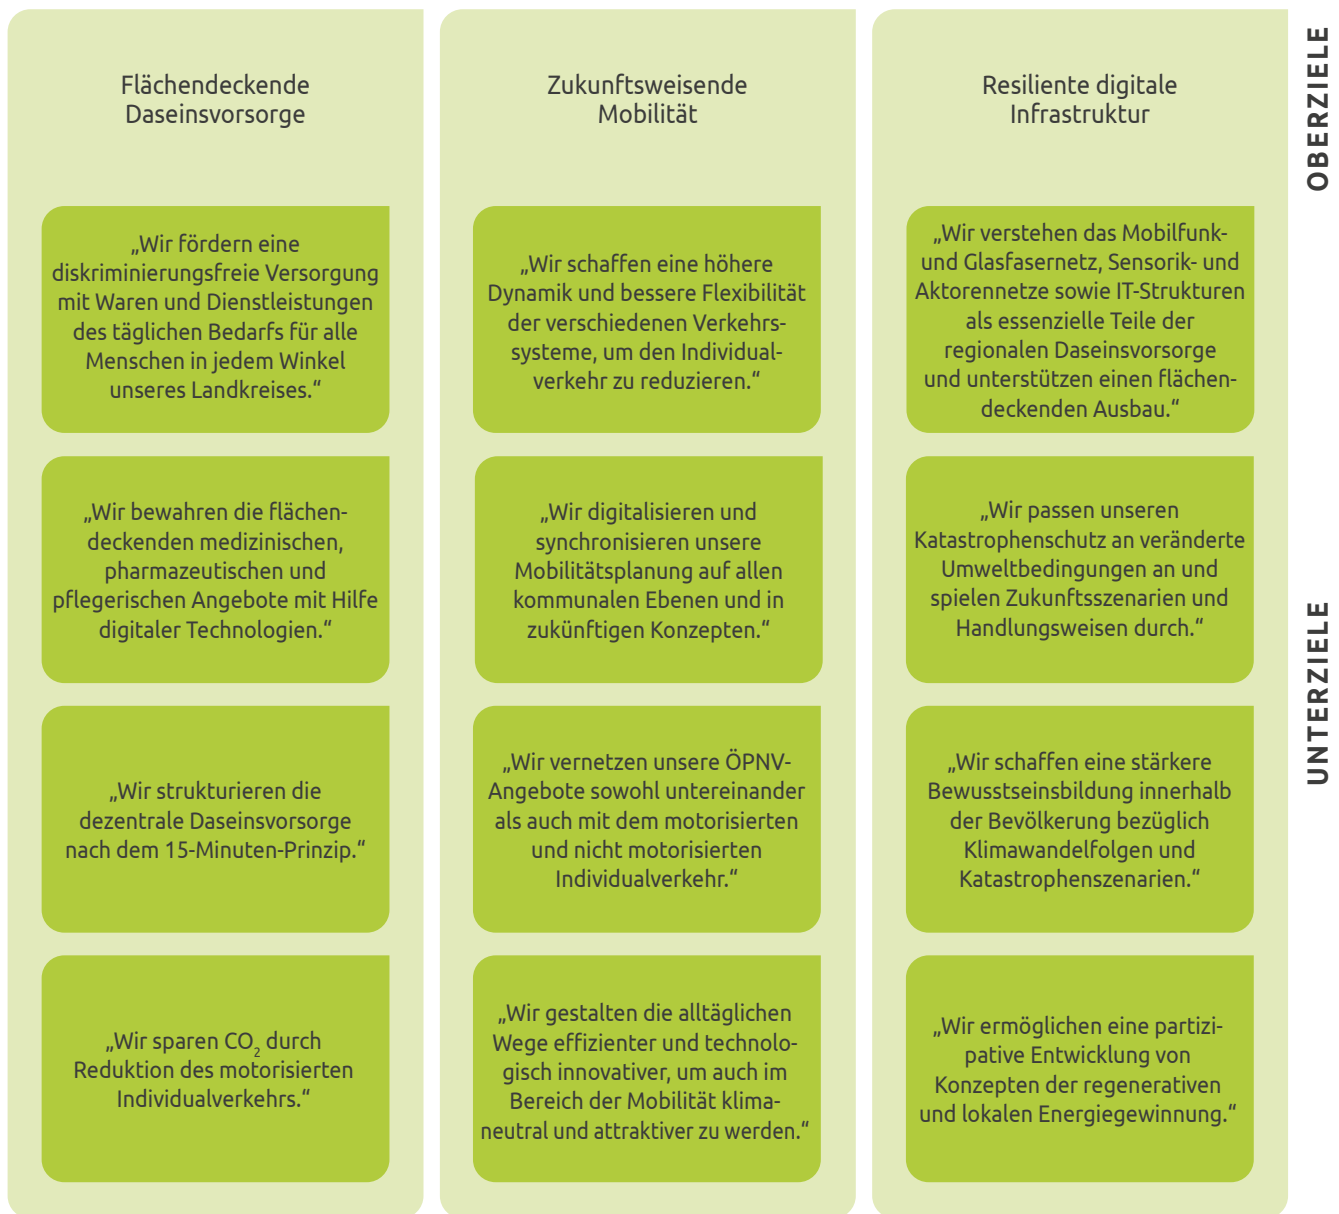 Flächendeckende
Daseinsvorsorge
„Wir fördern eine
diskriminierungsfreie Versorgung
mit Waren und Dienstleistungen
des täglichen Bedarfs für alle
Menschen in jedem Winkel
unseres Landkreises.“
„Wir bewahren die flächen-
deckenden medizinischen,
pharmazeutischen und
pflegerischen Angebote mit Hilfe
digitaler Technologien.“
„Wir strukturieren die
dezentrale Daseinsvorsorge
nach dem 15-Minuten-Prinzip.“
„Wir sparen CO₂ durch
Reduktion des motorisierten
Individualverkehrs.“
Zukunftsweisende
Mobilität
„Wir schaffen eine höhere
Dynamik und bessere Flexibilität
der verschiedenen Verkehrs-
systeme, um den Individual-
verkehr zu reduzieren.“
„Wir digitalisieren und
synchronisieren unsere
Mobilitätsplanung auf allen
kommunalen Ebenen und in
zukünftigen Konzepten.“
„Wir vernetzen unsere ÖPNV-
Angebote sowohl untereinander
als auch mit dem motorisierten
und nicht motorisierten
Individualverkehr.“
„Wir gestalten die alltäglichen
Wege effizienter und technolo-
gisch innovativer, um auch im
Bereich der Mobilität klima-
neutral und attraktiver zu werden.“
Resiliente digitale
Infrastruktur
„Wir verstehen das Mobilfunk-
und Glasfasernetz, Sensorik- und
Aktorennetze sowie IT-Strukturen
als essenzielle Teile der
regionalen Daseinsvorsorge
und unterstützen einen flächen-
deckenden Ausbau.“
„Wir passen unseren
Katastrophenschutz an veränderte
Umweltbedingungen an und
spielen Zukunftsszenarien und
Handlungsweisen durch.“
„Wir schaffen eine stärkere
Bewusstseinsbildung innerhalb
der Bevölkerung bezüglich
Klimawandelfolgen und
Katastrophenszenarien.“
„Wir ermöglichen eine partizi-
pative Entwicklung von
Konzepten der regenerativen
und lokalen Energiegewinnung.“
OBERZIELE
UNTERZIELE